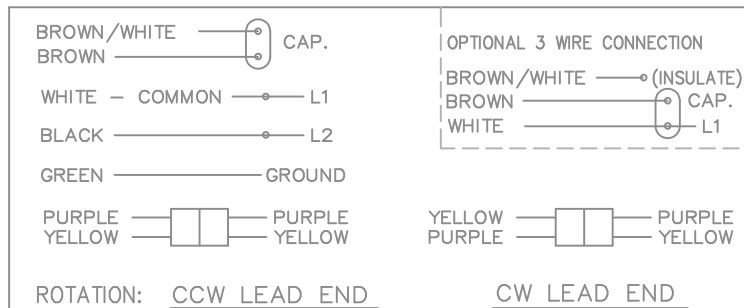 BROWN/WHITE
BROWN
CAP.
WHITE - COMMON L1
BLACK L2
GREEN GROUND
PURPLE PURPLE
YELLOW YELLOW
ROTATION: CCW LEAD END
OPTIONAL 3 WIRE CONNECTION
BROWN/WHITE (INSULATE)
BROWN CAP.
WHITE L1
YELLOW PURPLE
PURPLE YELLOW
CW LEAD END